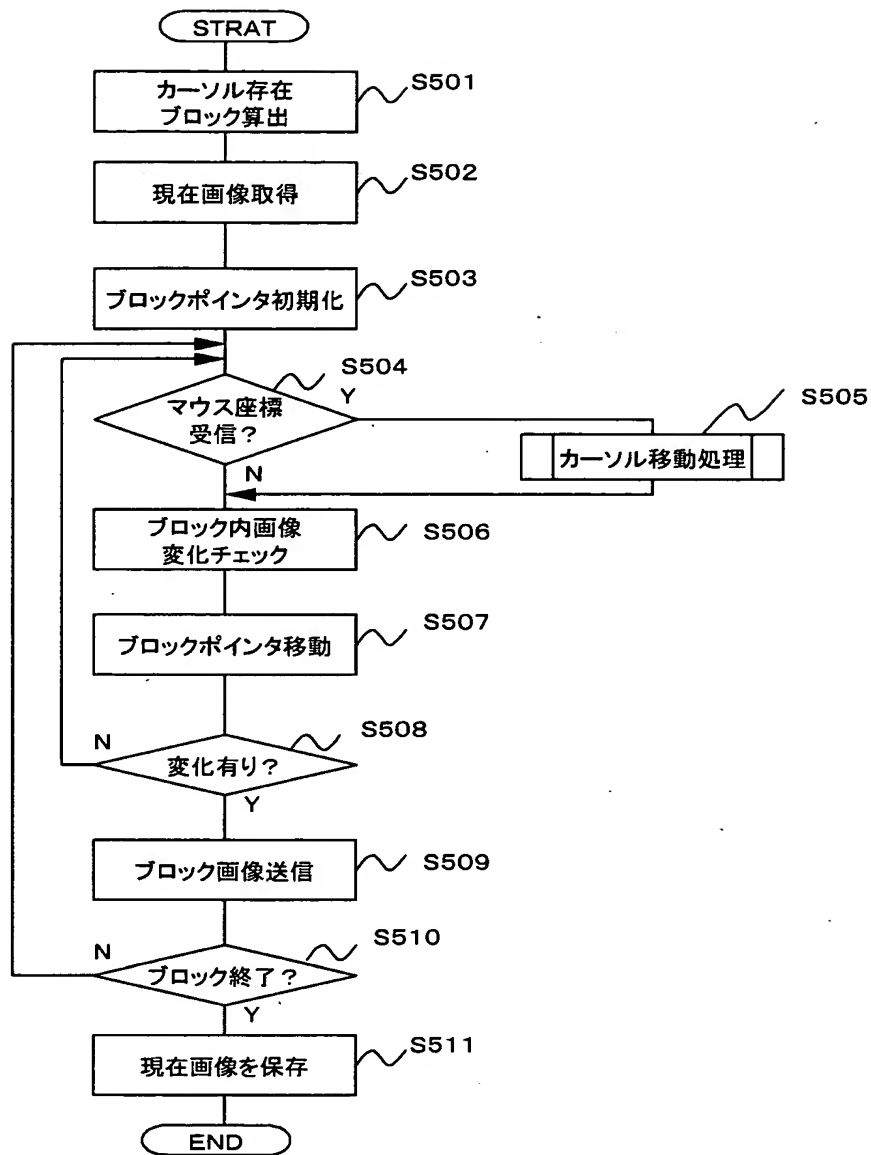 STRAT
カーソル存在
ブロック算出
S501
現在画像取得
S502
ブロックポインタ初期化
S503
マウス座標
受信？
S504
Y
N
カーソル移動処理
S505
ブロック内画像
変化チェック
S506
ブロックポインタ移動
S507
変化有り？
S508
N
Y
ブロック画像送信
S509
ブロック終了？
S510
N
Y
現在画像を保存
S511
END